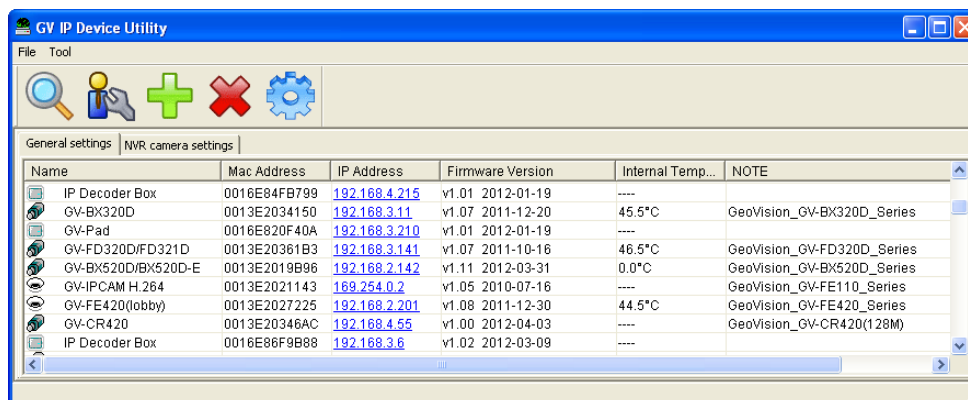 GV IP Device Utility
File Tool
General settings NVR camera settings
Name Mac Address IP Address Firmware Version Internal Temp... NOTE
IP Decoder Box 0016E84FB799 192.168.4.215 v1.01 2012-01-19 ----
GV-BX320D 0013E2034150 192.168.3.11 v1.07 2011-12-20 45.5°C GeoVision_GV-BX320D_Series
GV-Pad 0016E820F40A 192.168.3.210 v1.01 2012-01-19 ----
GV-FD320D/FD321D 0013E20361B3 192.168.3.141 v1.07 2011-10-16 46.5°C GeoVision_GV-FD320D_Series
GV-BX520D/BX520D-E 0013E2019B96 192.168.2.142 v1.11 2012-03-31 0.0°C GeoVision_GV-BX520D_Series
GV-IPCAM H.264 0013E2021143 169.254.0.2 v1.05 2010-07-16 ---- GeoVision_GV-FE110_Series
GV-FE420(lobby) 0013E2027225 192.168.2.201 v1.08 2011-12-30 44.5°C GeoVision_GV-FE420_Series
GV-CR420 0013E20346AC 192.168.4.55 v1.00 2012-04-03 ---- GeoVision_GV-CR420(128M)
IP Decoder Box 0016E86F9B88 192.168.3.6 v1.02 2012-03-09 ----